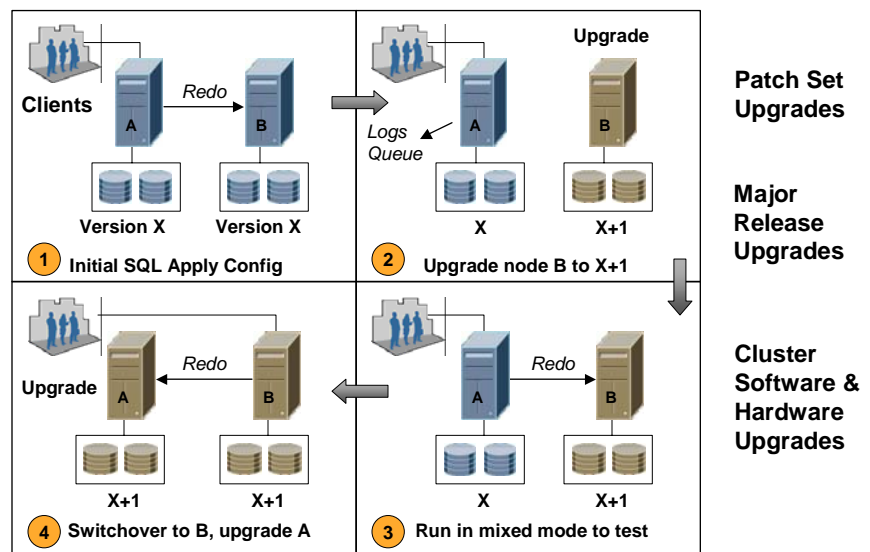 Clients
A
Redo
B
Version X
Version X
1
Initial SQL Apply Config
Upgrade
A
B
Logs
Queue
X
X+1
2
Upgrade node B to X+1
Patch Set
Upgrades
Major
Release
Upgrades
Cluster
Software &
Hardware
Upgrades
Redo
A
B
X
X+1
3
Run in mixed mode to test
Upgrade
Redo
A
B
X+1
X+1
4
Switchover to B, upgrade A